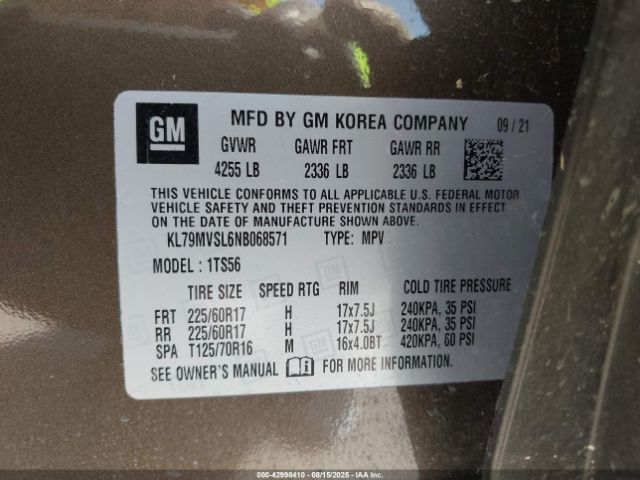 GM
MFD BY GM KOREA COMPANY 09 / 21
GVWR GAWR FRT GAWR RR
4255 LB 2336 LB 2336 LB
THIS VEHICLE CONFORMS TO ALL APPLICABLE U.S. FEDERAL MOTOR
VEHICLE SAFETY AND THEFT PREVENTION STANDARDS IN EFFECT
ON THE DATE OF MANUFACTURE SHOWN ABOVE.
KL79MVSL6NB068571 TYPE: MPV
MODEL: 1TS56
TIRE SIZE SPEED RTG RIM COLD TIRE PRESSURE
FRT 225/60R17 H 17x7.5J 240KPA, 35 PSI
RR 225/60R17 H 17x7.5J 240KPA, 35 PSI
SPA T125/70R16 M 16x4.0BT 420KPA, 60 PSI
SEE OWNER'S MANUAL FOR MORE INFORMATION.
000-42998410 - 08/15/2025 - IAA, Inc.